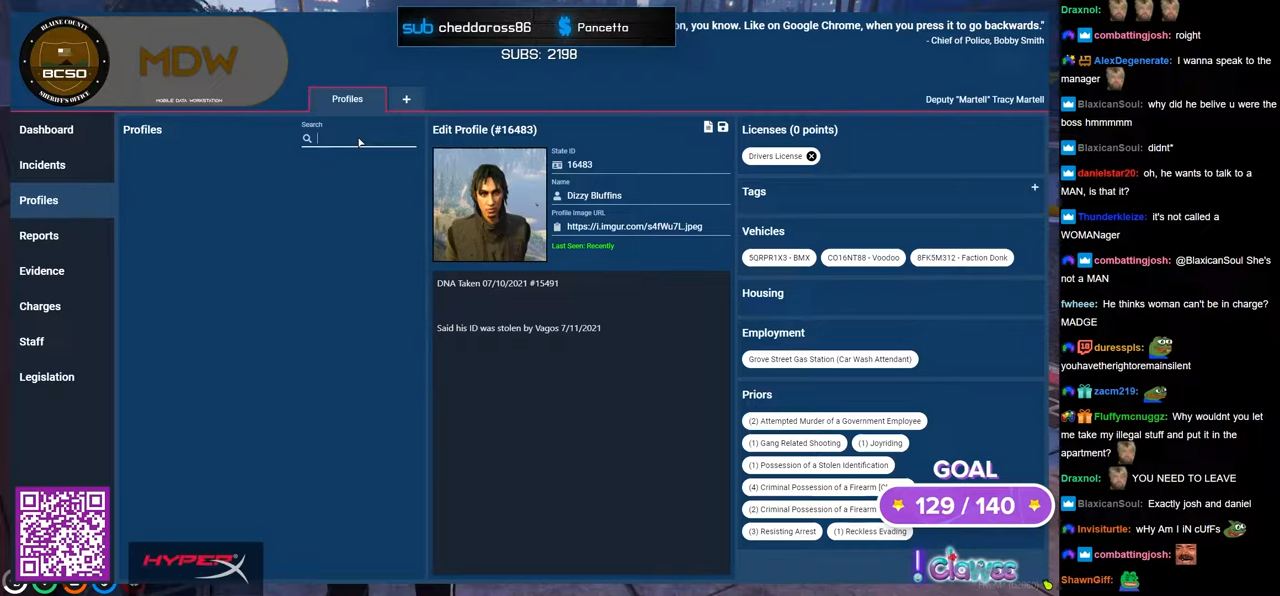 BLAINE COUNTY
BCSO
SHERIFF'S OFFICE
MDW
MOBILE DATA WORKSTATION
sub cheddaross86 Pancetta
SUBS: 2198
on, you know. Like on Google Chrome, when you press it to go backwards."
- Chief of Police, Bobby Smith
Profiles
+
Deputy "Martell" Tracy Martell
Dashboard
Incidents
Profiles
Reports
Evidence
Charges
Staff
Legislation
Profiles
Search
Edit Profile (#16483)
State ID
16483
Name
Dizzy Bluffins
Profile Image URL
https://i.imgur.com/s4fWu7L.jpeg
Last Seen: Recently
DNA Taken 07/10/2021 #15491
Said his ID was stolen by Vagos 7/11/2021
Licenses (0 points)
Drivers License
Tags
+
Vehicles
5QRPR1X3 - BMX
CO16NT88 - Voodoo
8FK5M312 - Faction Donk
Housing
Employment
Grove Street Gas Station (Car Wash Attendant)
Priors
(2) Attempted Murder of a Government Employee
(1) Gang Related Shooting
(1) Joyriding
(1) Possession of a Stolen Identification
(4) Criminal Possession of a Firearm
(2) Criminal Possession of a Firearm
(3) Resisting Arrest
(1) Reckless Evading
GOAL
129 / 140
! Clawee
HYPERX
Draxnol:
combattingjosh: roight
AlexDegenerate: I wanna speak to the
manager
BlaxicanSoul: why did he belive u were the
boss hmmmmm
BlaxicanSoul: didnt*
danielstar20: oh, he wants to talk to a
MAN, is that it?
Thunderkleize: it's not called a
WOMANager
combattingjosh: @BlaxicanSoul She's
not a MAN
fwheee: He thinks woman can't be in charge?
MADGE
duresspls:
youhavetherightoremainsilent
zacm219:
Fluffymcnuggz: Why wouldnt you let
me take my illegal stuff and put it in the
apartment?
Draxnol: YOU NEED TO LEAVE
BlaxicanSoul: Exactly josh and daniel
Invisiturtle: wHy Am I iN cUfFs
combattingjosh:
ShawnGiff: